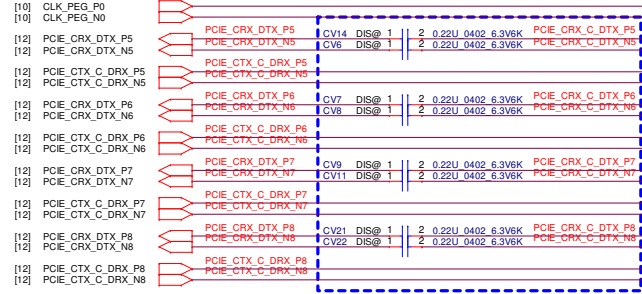 [10] CLK_PEG_P0
[10] CLK_PEG_N0
[12] PCIE_CRX_DTX_P5 PCIE_CRX_DTX_P5 CV14 DIS@ 1 2 0.22U_0402_6.3V6K PCIE_CRX_C_DTX_P5
[12] PCIE_CRX_DTX_N5 PCIE_CRX_DTX_N5 CV6 DIS@ 1 2 0.22U_0402_6.3V6K PCIE_CRX_C_DTX_N5
[12] PCIE_CTX_C_DRX_P5 PCIE_CTX_C_DRX_P5
[12] PCIE_CTX_C_DRX_N5 PCIE_CTX_C_DRX_N5
[12] PCIE_CRX_DTX_P6 PCIE_CRX_DTX_P6 CV7 DIS@ 1 2 0.22U_0402_6.3V6K PCIE_CRX_C_DTX_P6
[12] PCIE_CRX_DTX_N6 PCIE_CRX_DTX_N6 CV8 DIS@ 1 2 0.22U_0402_6.3V6K PCIE_CRX_C_DTX_N6
[12] PCIE_CTX_C_DRX_P6 PCIE_CTX_C_DRX_P6
[12] PCIE_CTX_C_DRX_N6 PCIE_CTX_C_DRX_N6
[12] PCIE_CRX_DTX_P7 PCIE_CRX_DTX_P7 CV9 DIS@ 1 2 0.22U_0402_6.3V6K PCIE_CRX_C_DTX_P7
[12] PCIE_CRX_DTX_N7 PCIE_CRX_DTX_N7 CV11 DIS@ 1 2 0.22U_0402_6.3V6K PCIE_CRX_C_DTX_N7
[12] PCIE_CTX_C_DRX_P7 PCIE_CTX_C_DRX_P7
[12] PCIE_CTX_C_DRX_N7 PCIE_CTX_C_DRX_N7
[12] PCIE_CRX_DTX_P8 PCIE_CRX_DTX_P8 CV21 DIS@ 1 2 0.22U_0402_6.3V6K PCIE_CRX_C_DTX_P8
[12] PCIE_CRX_DTX_N8 PCIE_CRX_DTX_N8 CV22 DIS@ 1 2 0.22U_0402_6.3V6K PCIE_CRX_C_DTX_N8
[12] PCIE_CTX_C_DRX_P8 PCIE_CTX_C_DRX_P8
[12] PCIE_CTX_C_DRX_N8 PCIE_CTX_C_DRX_N8